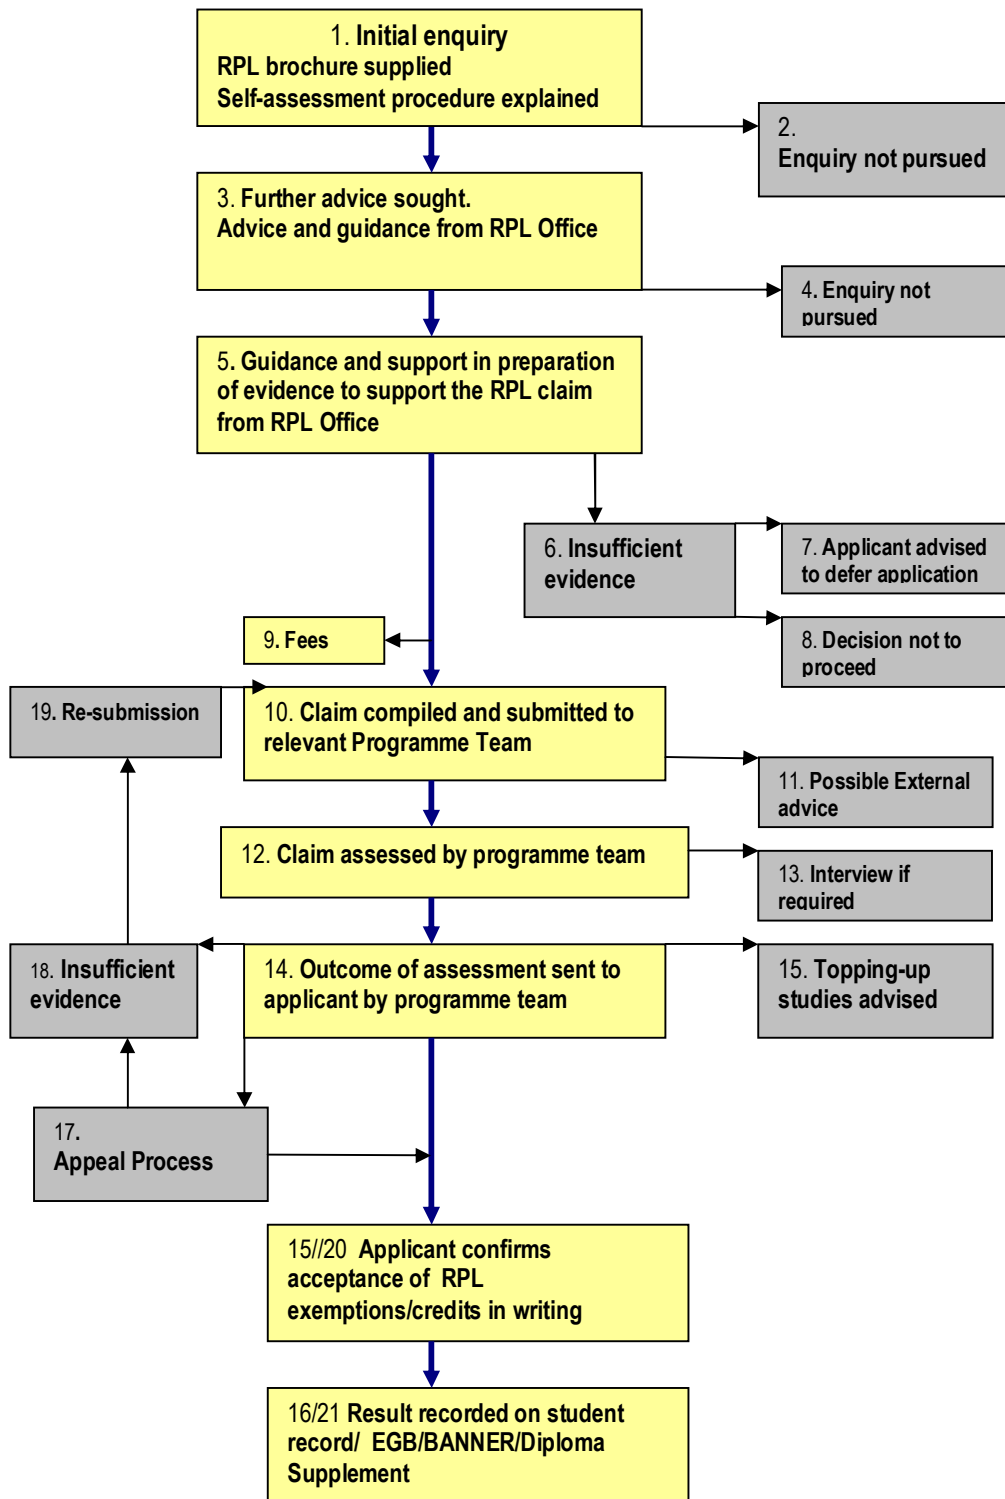 1. Initial enquiry
RPL brochure supplied
Self-assessment procedure explained
2.
Enquiry not pursued
3. Further advice sought.
Advice and guidance from RPL Office
4. Enquiry not
pursued
5. Guidance and support in preparation
of evidence to support the RPL claim
from RPL Office
6. Insufficient
evidence
7. Applicant advised
to defer application
8. Decision not to
proceed
9. Fees
19. Re-submission
10. Claim compiled and submitted to
relevant Programme Team
11. Possible External
advice
12. Claim assessed by programme team
13. Interview if
required
18. Insufficient
evidence
14. Outcome of assessment sent to
applicant by programme team
15. Topping-up
studies advised
17.
Appeal Process
15//20 Applicant confirms
acceptance of RPL
exemptions/credits in writing
16/21 Result recorded on student
record/ EGB/BANNER/Diploma
Supplement